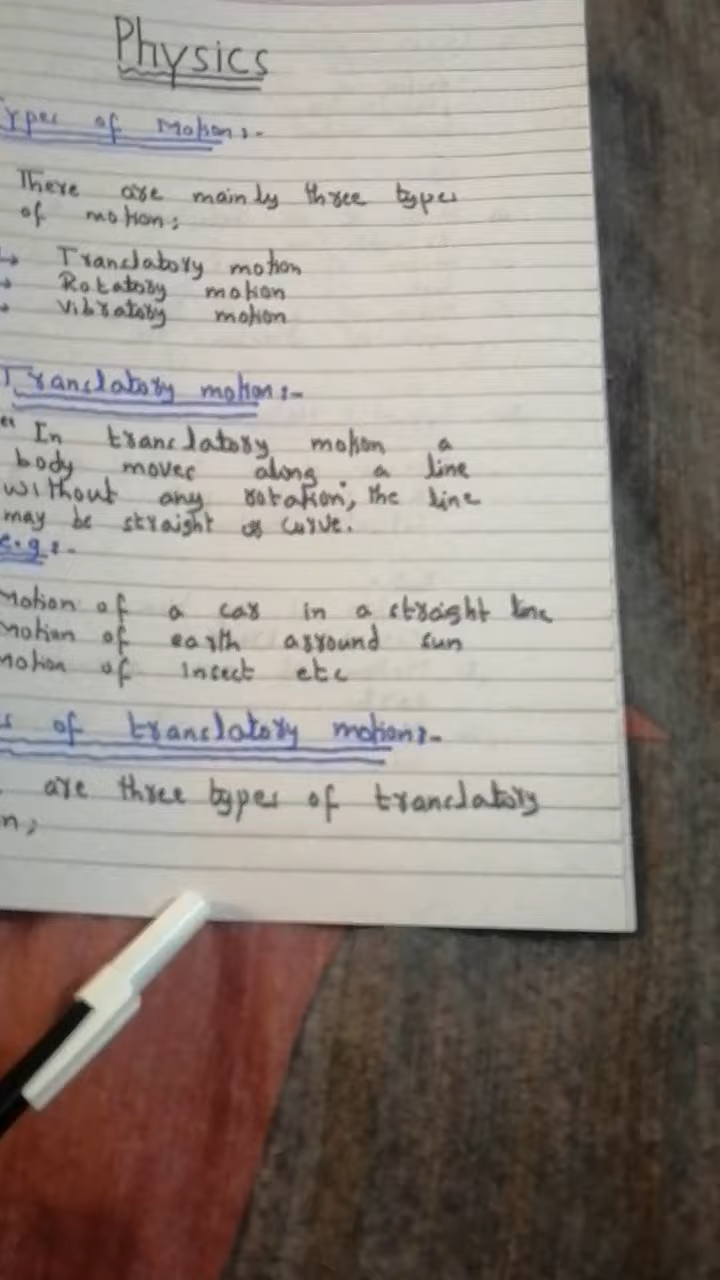 Physics
Types of Motion:-
There are mainly three types
of motion;
Translatory motion
Rotatory motion
Vibratory motion
Translatory motion:-
"In translatory motion a
body moves along a line
without any rotation, the line
may be straight or curve.
e.g:-
Motion of a car in a straight line
Motion of earth arround sun
Motion of insect etc
s of translatory motion:-
are three types of translatory
n;